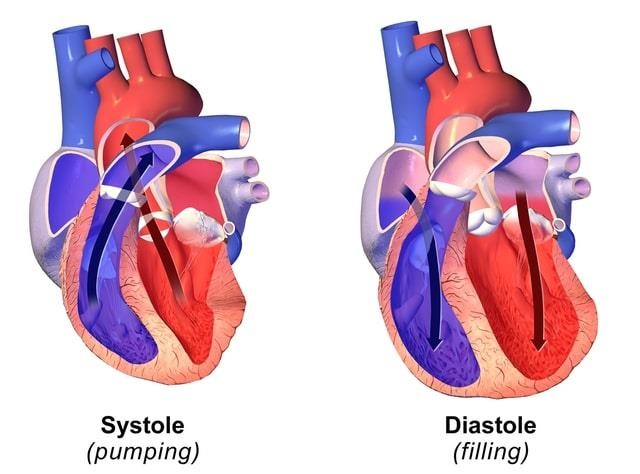 Systole
(pumping)
Diastole
(filling)